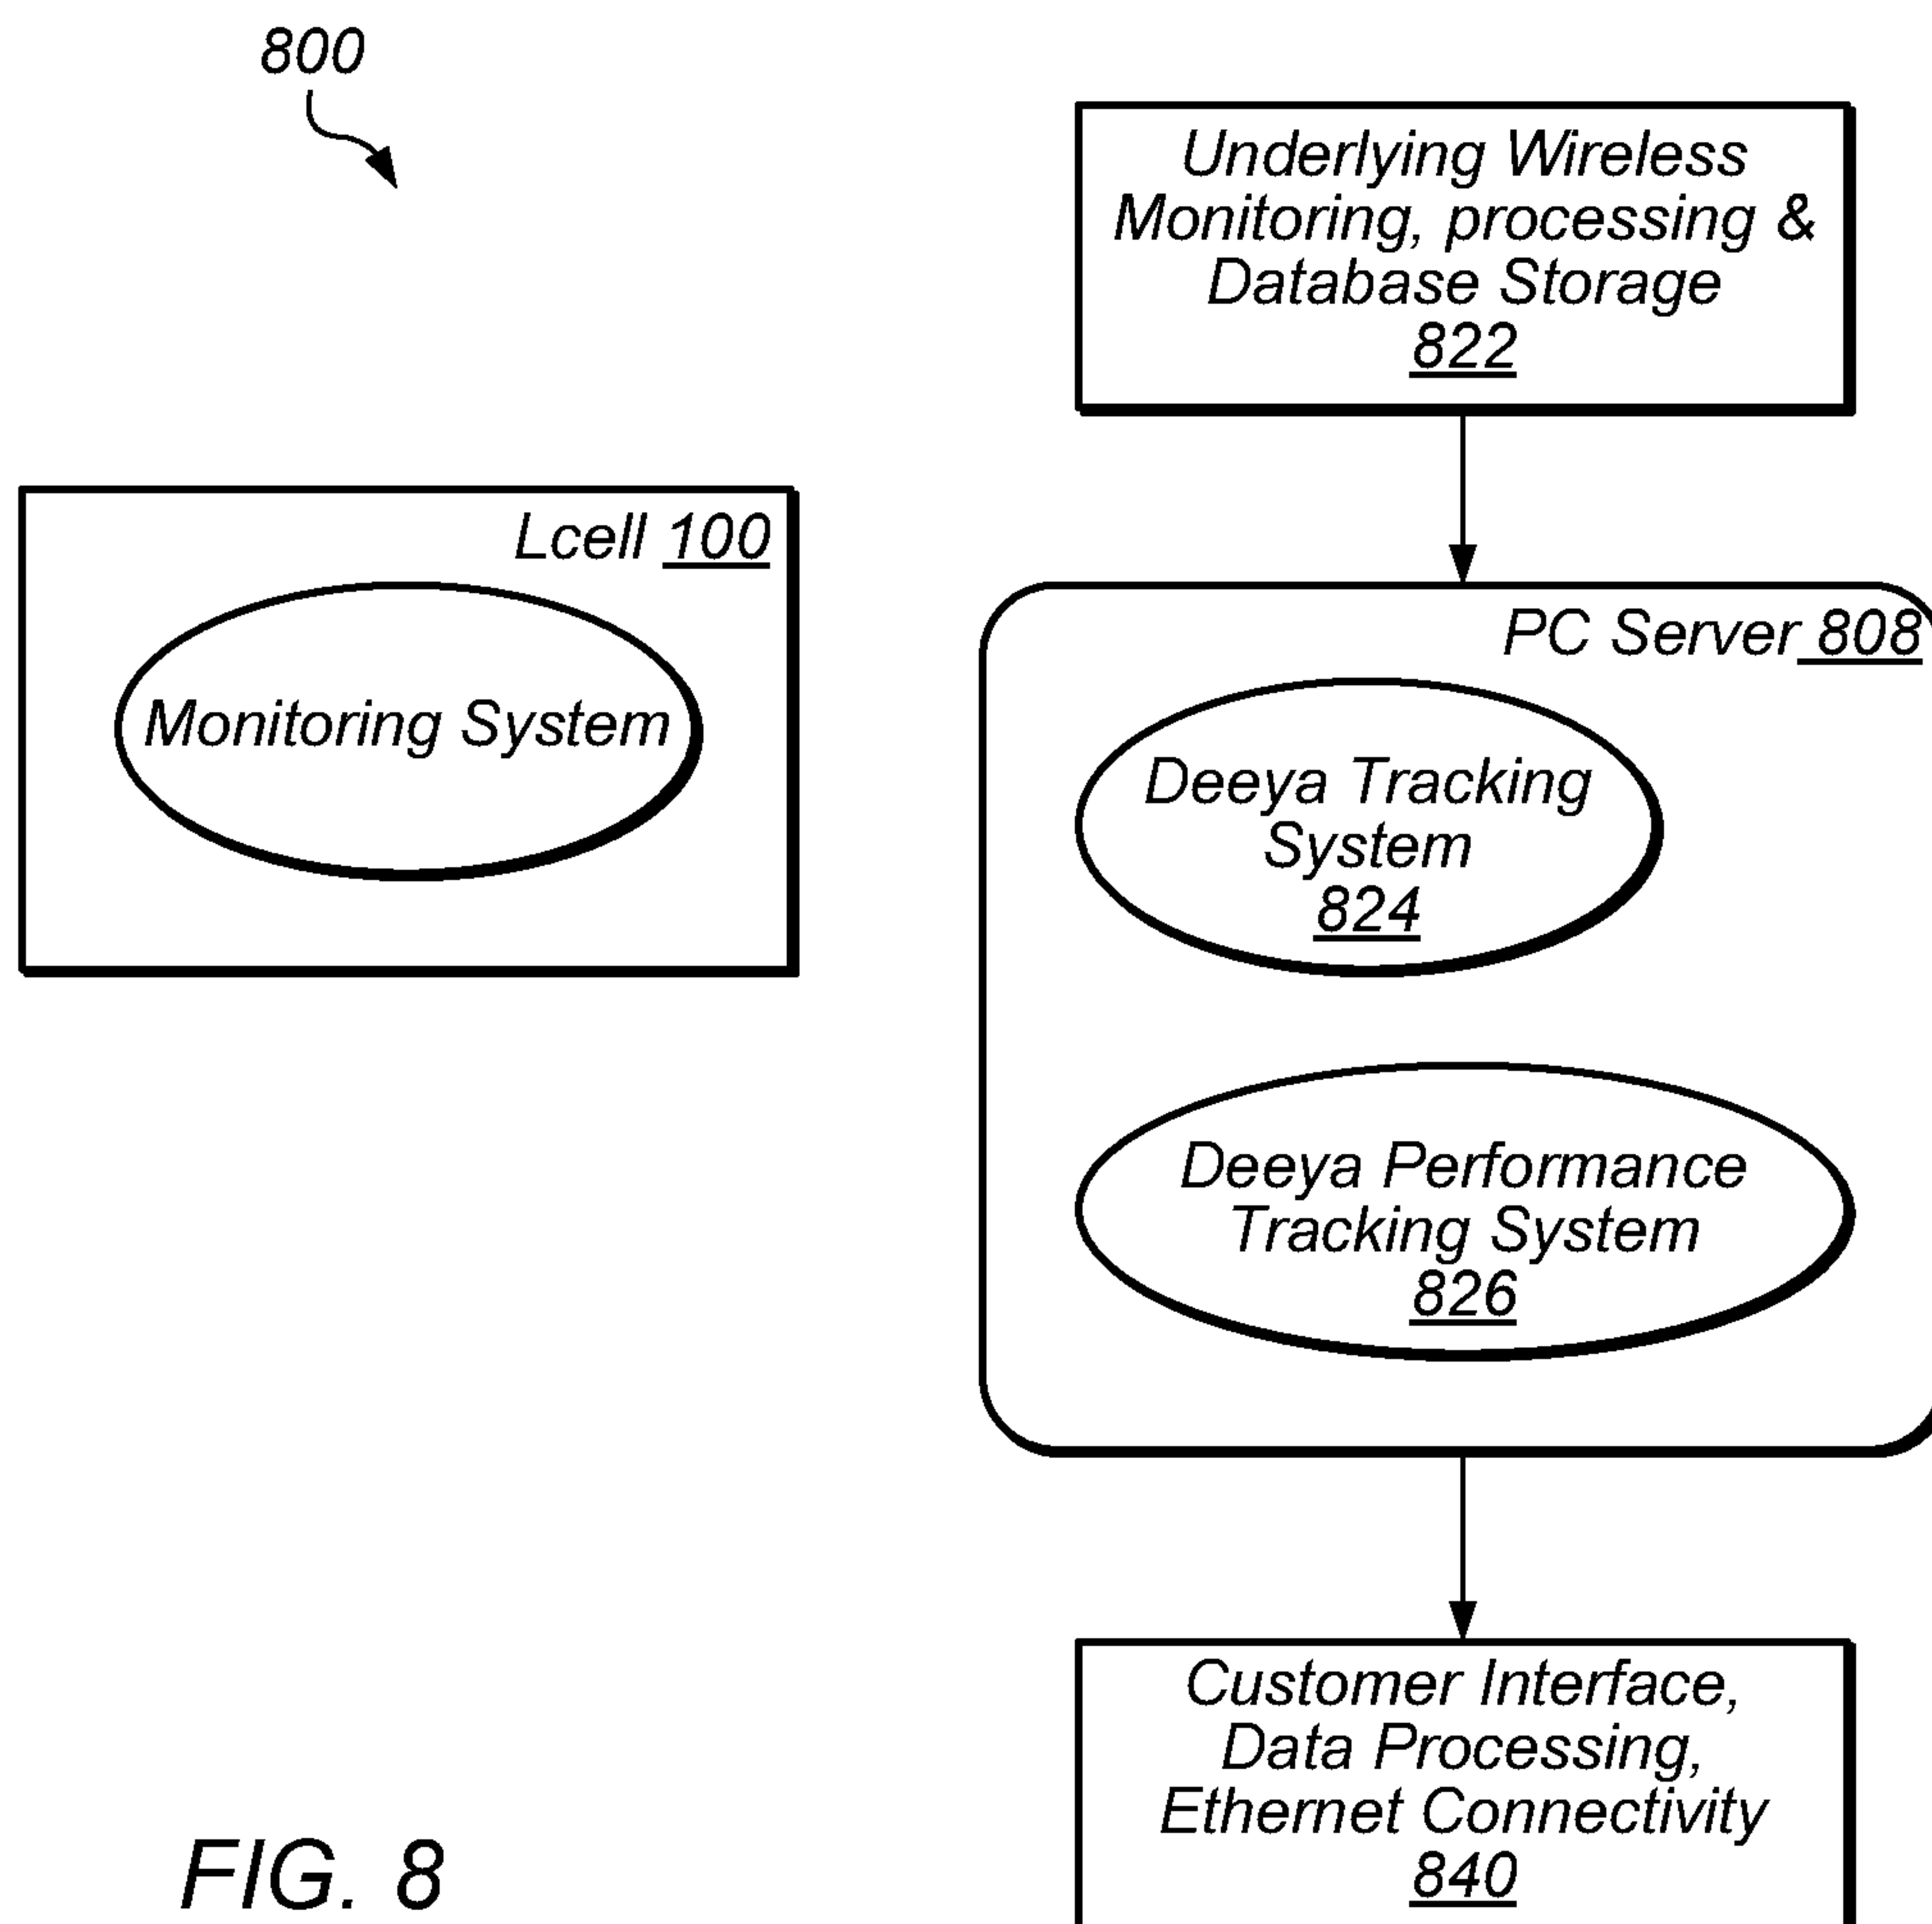 800
Underlying Wireless
Monitoring, processing &
Database Storage
822
Lcell 100
Monitoring System
PC Server 808
Deeya Tracking
System
824
Deeya Performance
Tracking System
826
Customer Interface,
Data Processing,
Ethernet Connectivity
840
FIG. 8